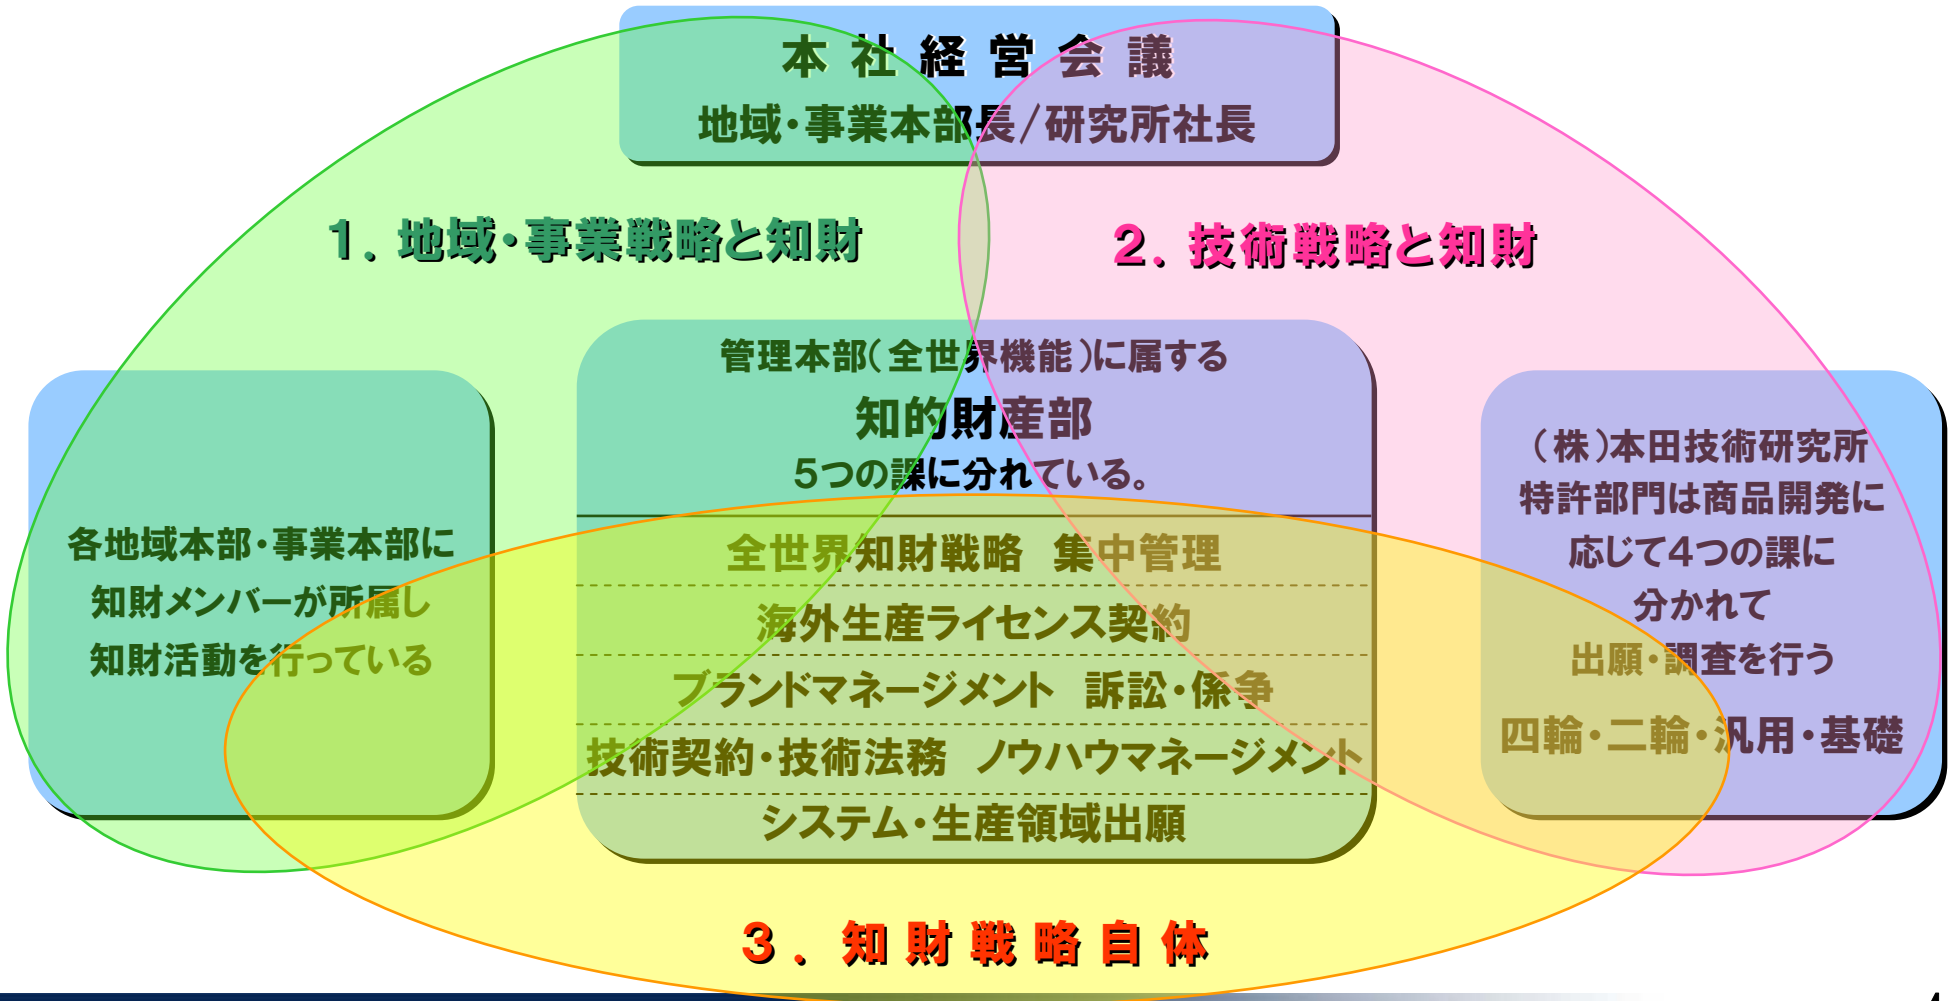 本社経営会議
地域・事業本部長/研究所社長
1. 地域・事業戦略と知財
2. 技術戦略と知財
管理本部(全世界機能)に属する
知的財産部
5つの課に分れている。
全世界知財戦略 集中管理
海外生産ライセンス契約
ブランドマネージメント 訴訟・係争
技術契約・技術法務 ノウハウマネージメント
システム・生産領域出願
各地域本部・事業本部に
知財メンバーが所属し
知財活動を行っている
(株)本田技術研究所
特許部門は商品開発に
応じて4つの課に
分かれて
出願・調査を行う
四輪・二輪・汎用・基礎
3. 知財戦略自体